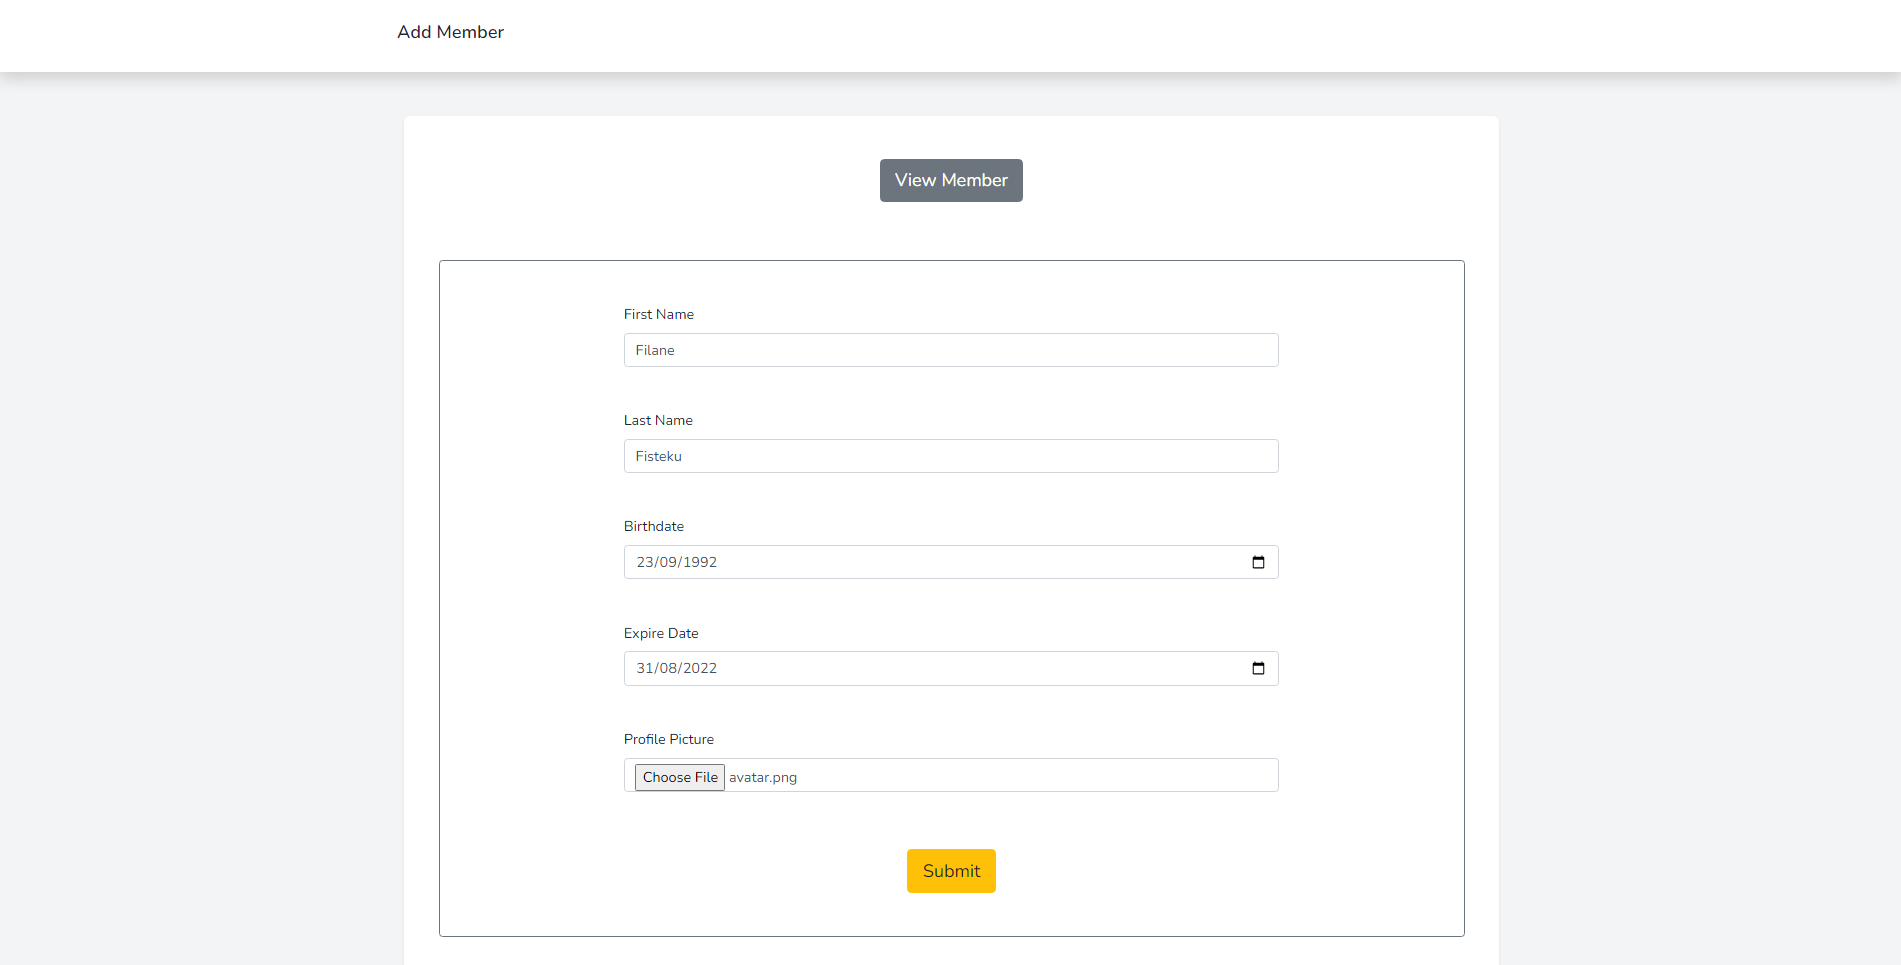 Add Member
View Member
First Name
Filane
Last Name
Fisteku
Birthdate
23/09/1992
Expire Date
31/08/2022
Profile Picture
Choose File avatar.png
Submit